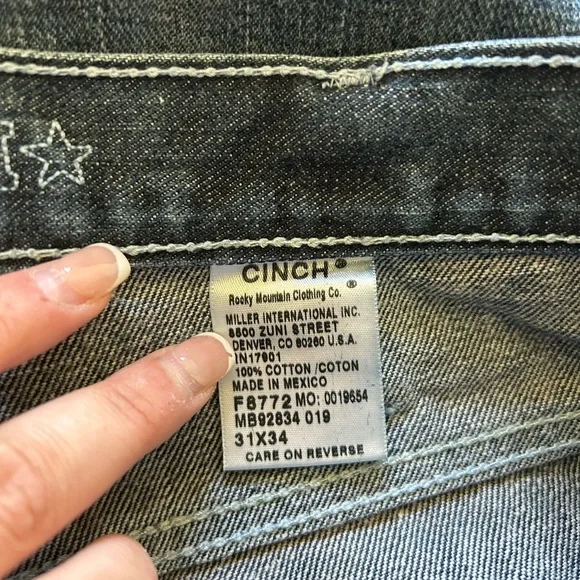 CINCH®
Rocky Mountain Clothing Co.®
MILLER INTERNATIONAL INC.
8500 ZUNI STREET
DENVER, CO 80260 U.S.A.
IN17901
100% COTTON /COTON
MADE IN MEXICO
F8772 MO: 0019654
MB92834 019
31X34
CARE ON REVERSE